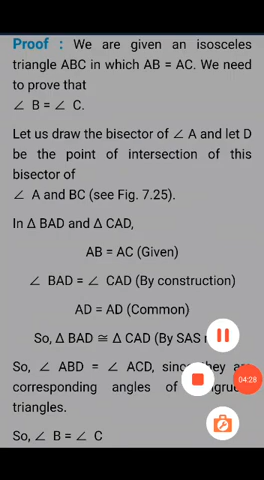 Proof : We are given an isosceles
triangle ABC in which AB = AC. We need
to prove that
∠ B = ∠ C.
Let us draw the bisector of ∠ A and let D
be the point of intersection of this
bisector of
∠ A and BC (see Fig. 7.25).
In Δ BAD and Δ CAD,
AB = AC (Given)
∠ BAD = ∠ CAD (By construction)
AD = AD (Common)
So, Δ BAD ≅ Δ CAD (By SAS
So, ∠ ABD = ∠ ACD, since they are
corresponding angles of
triangles.
So, ∠ B = ∠ C
04:28